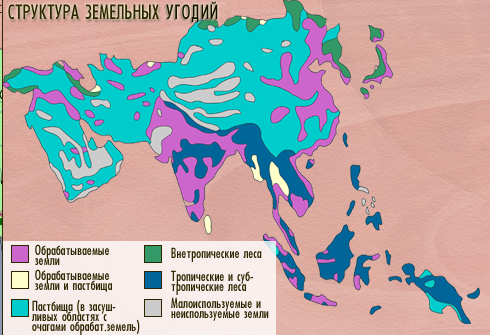 СТРУКТУРА ЗЕМЕЛЬНЫХ УГОДИЙ
Обрабатываемые
земли
Обрабатываемые
земли и пастбища
Пастбища (в засуш-
ливых областях с
очагами обрабат.земель)
Внетропические леса
Тропические и суб-
тропические леса
Малоиспользуемые и
неиспользуемые земли